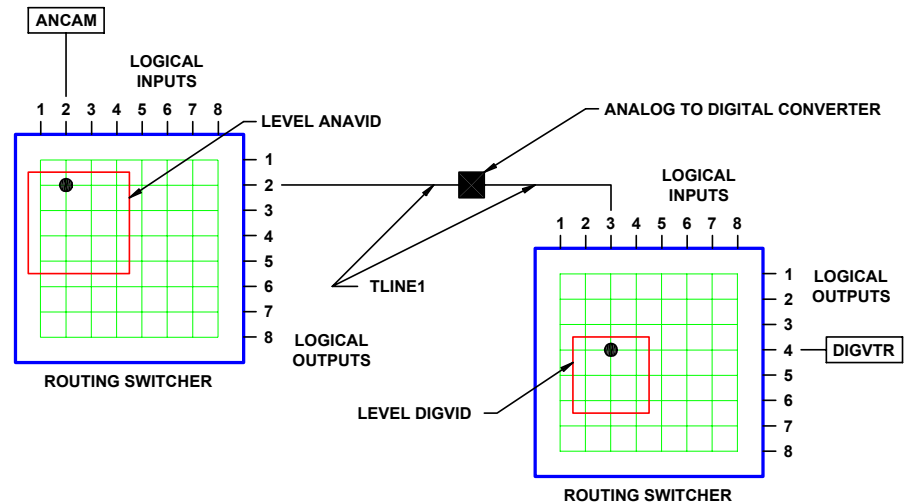 ANCAM
LOGICAL
INPUTS
1 2 3 4 5 6 7 8
LEVEL ANAVID
1
2
3
4
5
6
7
8
LOGICAL
OUTPUTS
ROUTING SWITCHER
ANALOG TO DIGITAL CONVERTER
TLINE1
LOGICAL
INPUTS
1 2 3 4 5 6 7 8
1
2
3
4
5
6
7
8
LOGICAL
OUTPUTS
DIGVTR
LEVEL DIGVID
ROUTING SWITCHER